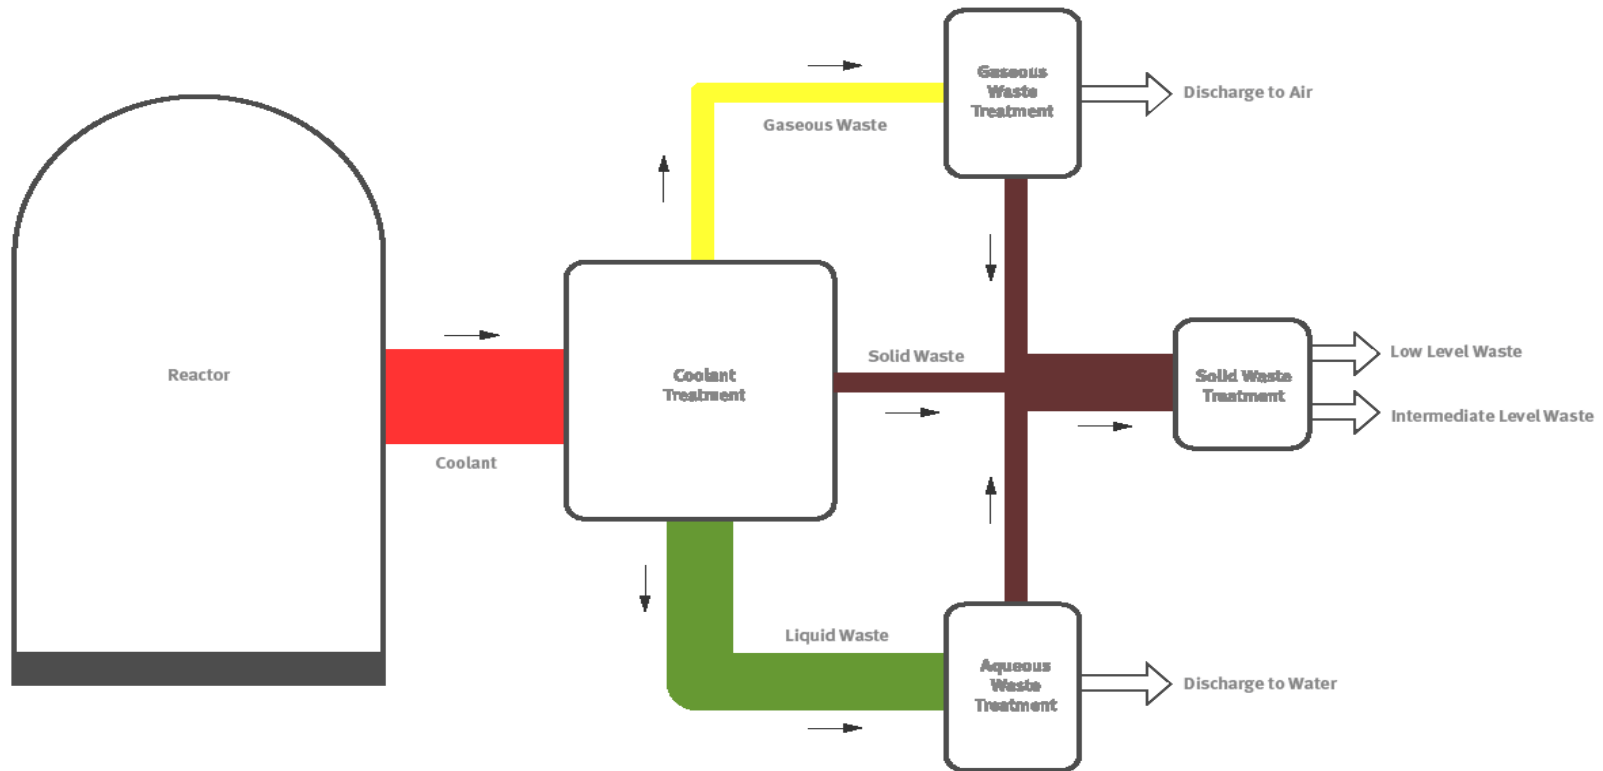 Gaseous
Waste
Treatment
Discharge to Air
Gaseous Waste
Reactor
Coolant
Coolant
Treatment
Solid Waste
Solid Waste
Treatment
Low Level Waste
Intermediate Level Waste
Liquid Waste
Aqueous
Waste
Treatment
Discharge to Water